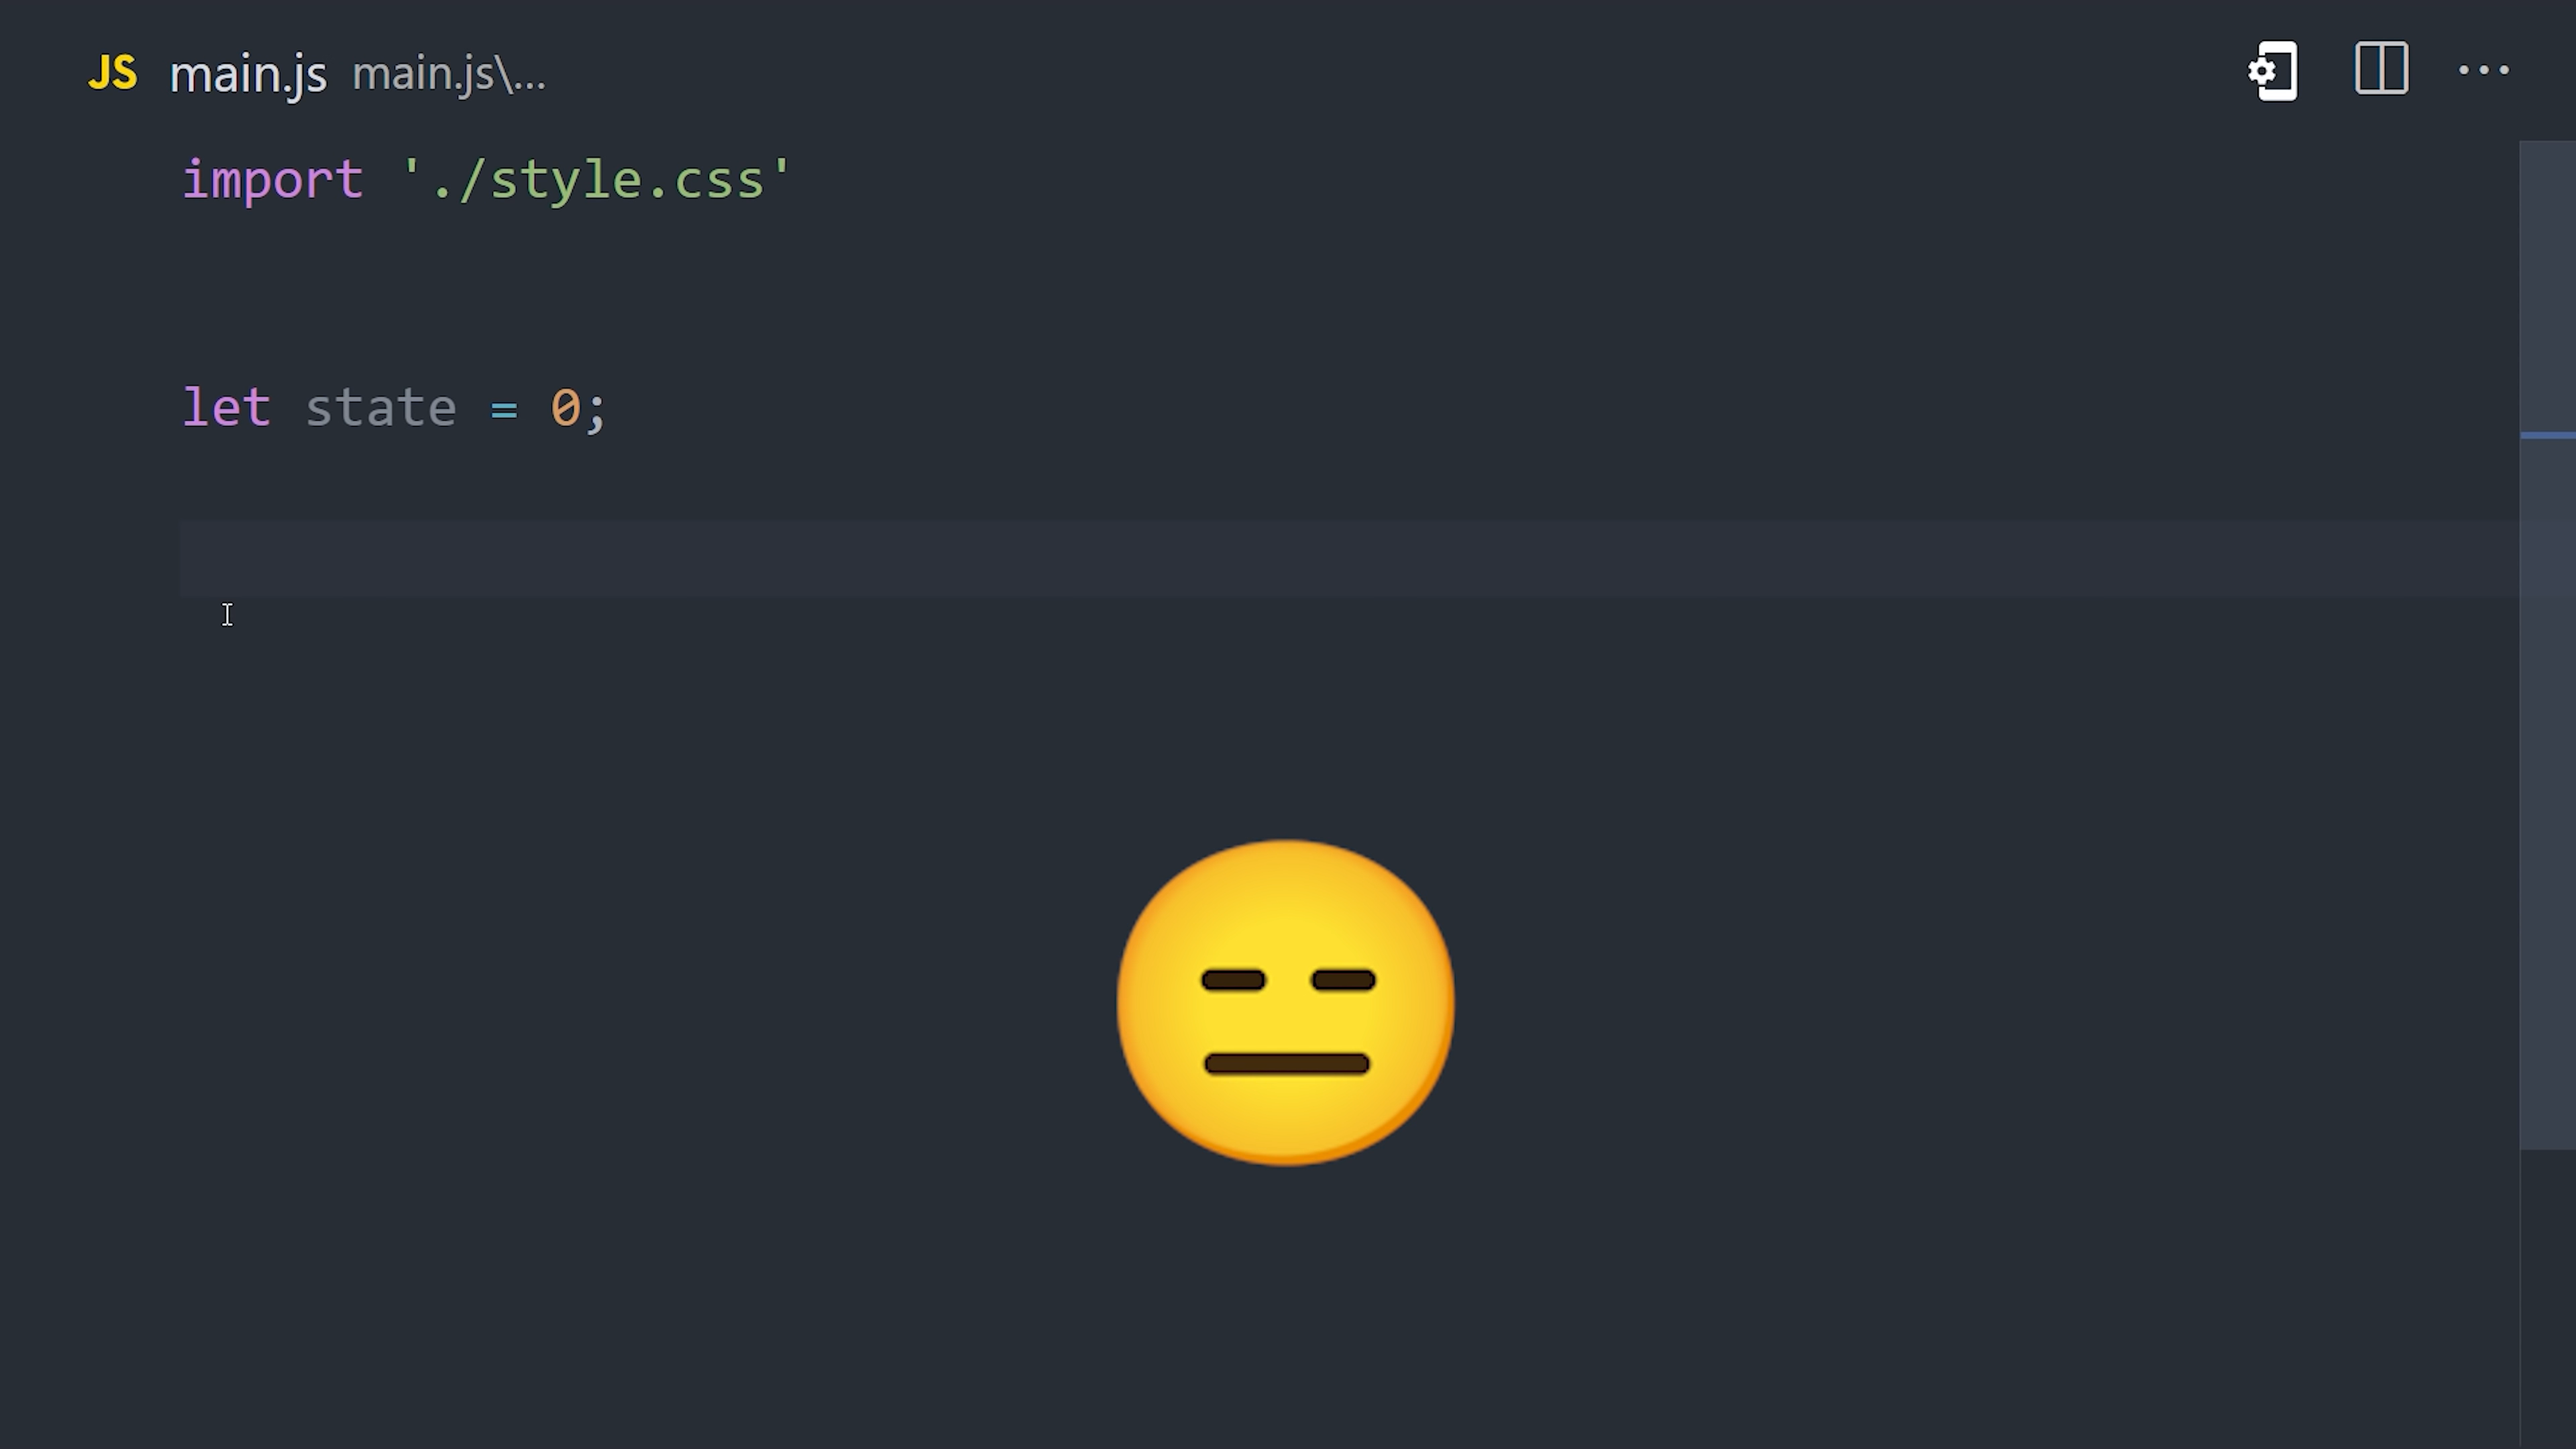 JS main.js main.js\...
import './style.css'
let state = 0;